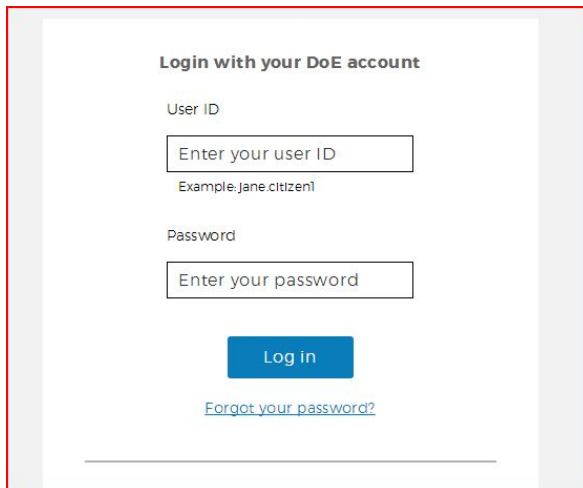 Login with your DoE account
User ID
Enter your user ID
Example: jane.citizen1
Password
Enter your password
Log in
Forgot your password?